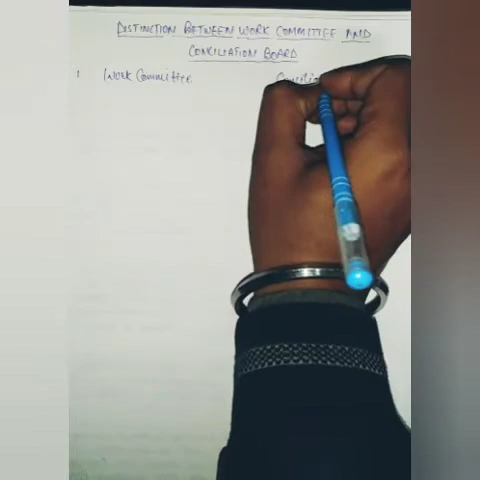 DISTINCTION BETWEEN WORK COMMITTEE AND
CONCILIATION BOARD
1 Work Committee